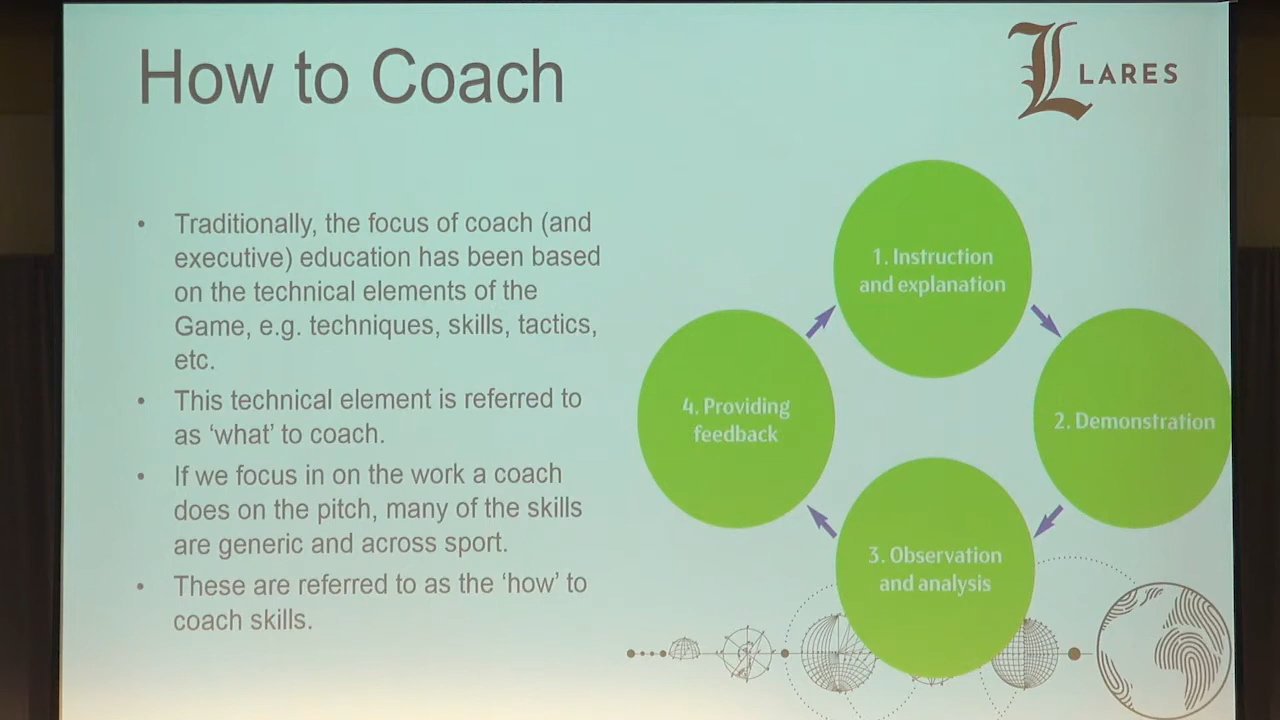 How to Coach
L LARES
• Traditionally, the focus of coach (and
executive) education has been based
on the technical elements of the
Game, e.g. techniques, skills, tactics,
etc.
• This technical element is referred to
as ‘what’ to coach.
• If we focus in on the work a coach
does on the pitch, many of the skills
are generic and across sport.
• These are referred to as the ‘how’ to
coach skills.
1. Instruction
and explanation
2. Demonstration
3. Observation
and analysis
4. Providing
feedback